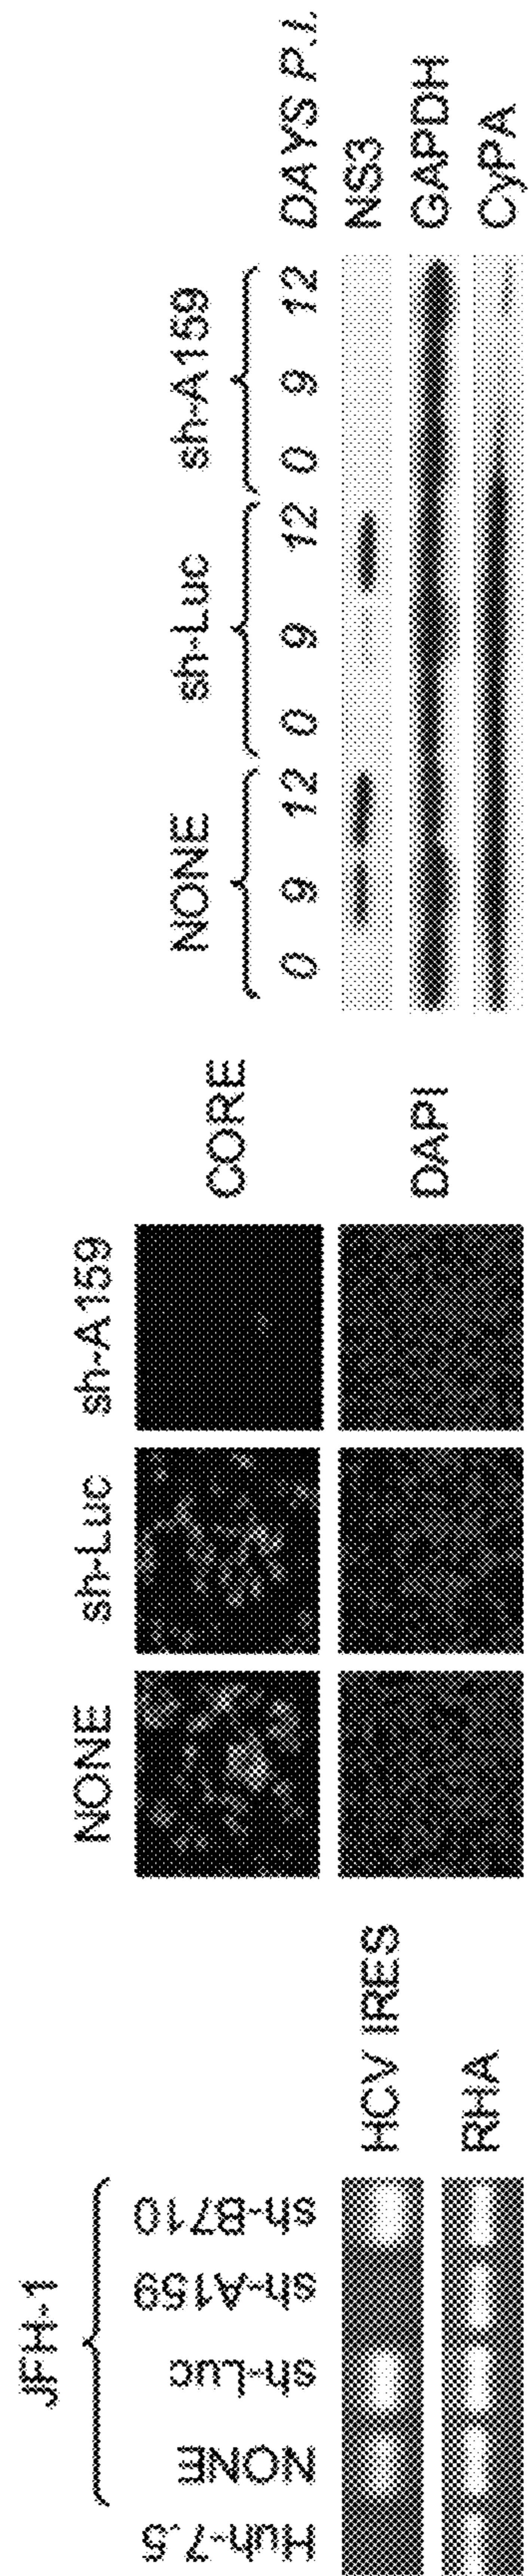 JFH-1
Huh-7.5 NONE sh-Luc sh-A159 sh-B710
HCV IRES
RHA
NONE sh-Luc sh-A159
CORE
DAPI
NONE sh-Luc sh-A159
0 9 12 0 9 12 0 9 12 DAYS P.I.
NS3
GAPDH
CyPA